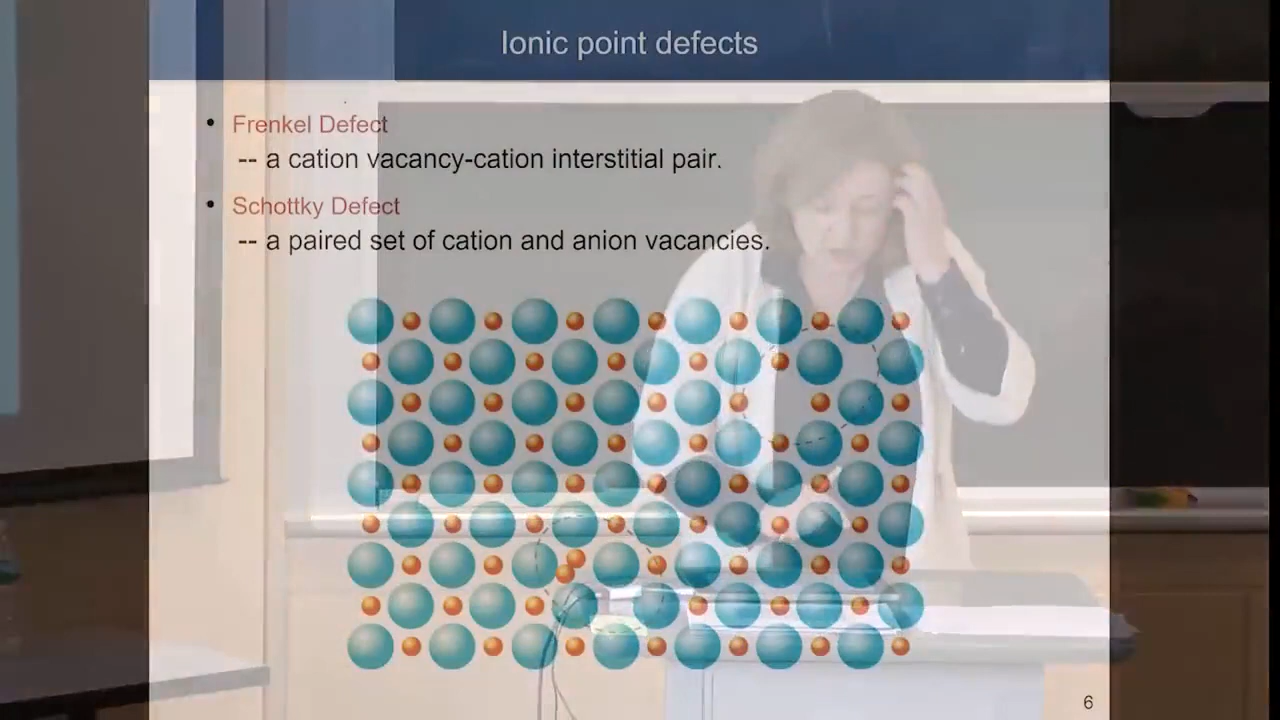 Ionic point defects
• Frenkel Defect
-- a cation vacancy-cation interstitial pair.
• Schottky Defect
-- a paired set of cation and anion vacancies.
6